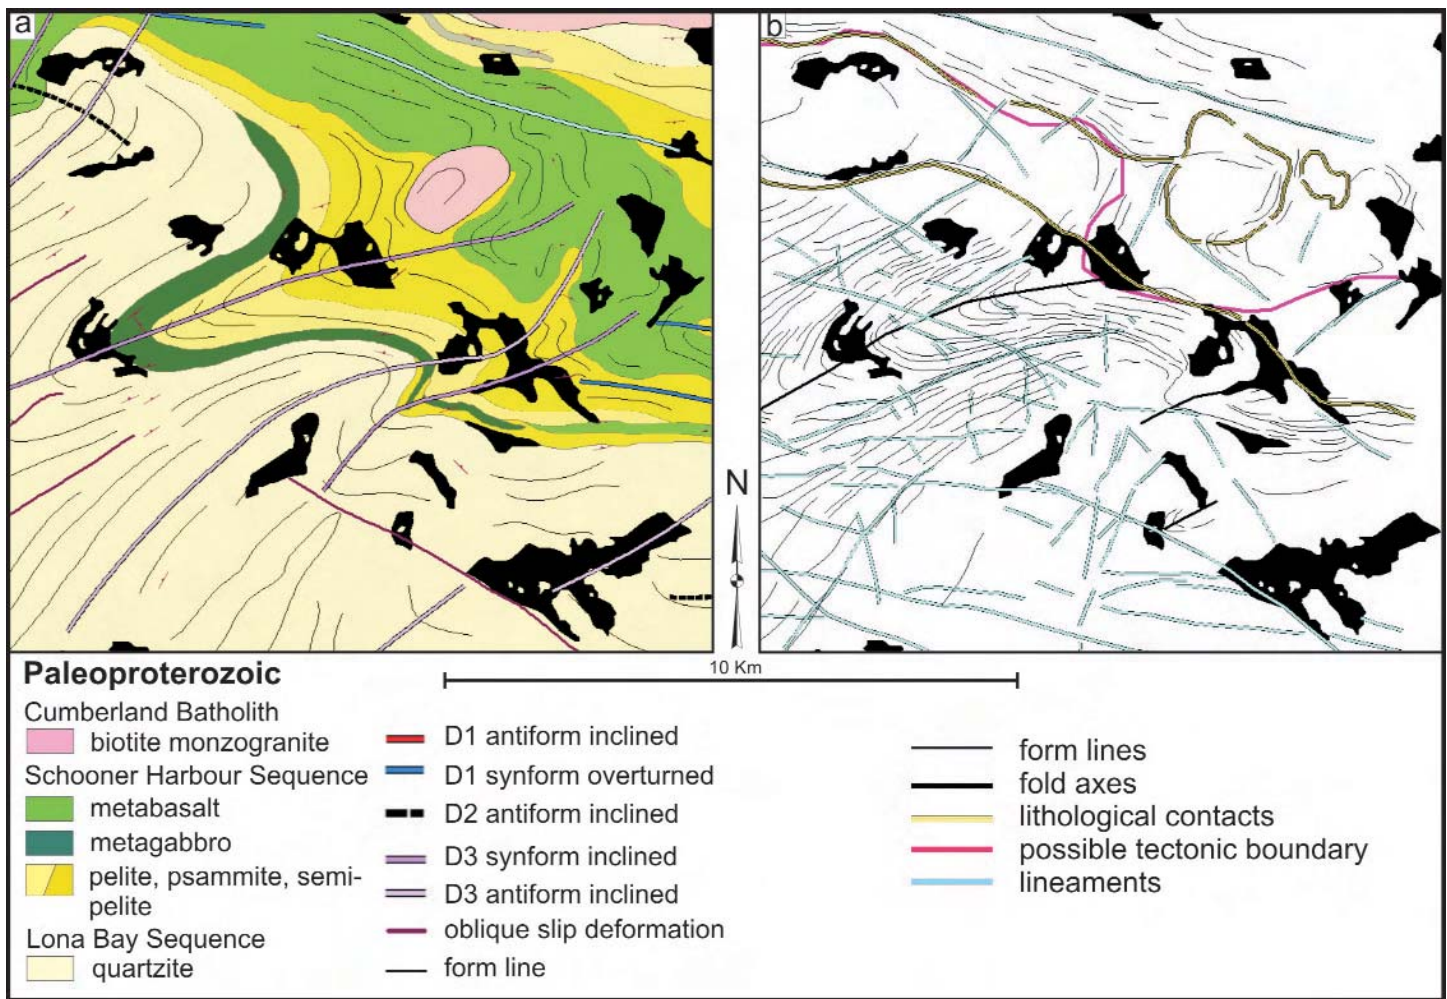 a
b
N
10 Km
Paleoproterozoic
Cumberland Batholith
biotite monzogranite
Schooner Harbour Sequence
metabasalt
metagabbro
pelite, psammite, semi-
pelite
Lona Bay Sequence
quartzite
D1 antiform inclined
D1 synform overturned
D2 antiform inclined
D3 synform inclined
D3 antiform inclined
oblique slip deformation
form line
form lines
fold axes
lithological contacts
possible tectonic boundary
lineaments